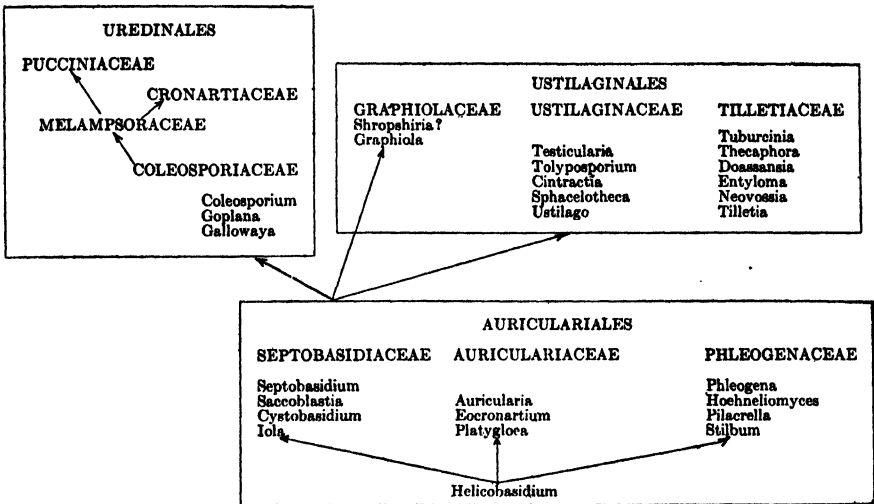 UREDINALES
PUCCINIACEAE
CRONARTIACEAE
MELAMPSORACEAE
COLEOSPORIACEAE
Coleosporium
Goplana
Gallowaya
USTILAGINALES
GRAPHIOLACEAE USTILAGINACEAE TILLETIACEAE
Shropshiria?
Graphiola
Testicularia
Tolyposporium
Cintractia
Sphacelotheca
Ustilago
Tuburcinia
Thecaphora
Doassansia
Entyloma
Neovossia
Tilletia
AURICULARIALES
SEPTOBASIDIACEAE AURICULARIACEAE PHLEOGENACEAE
Septobasidium
Saccoblastia
Cystobasidium
Iola
Auricularia
Eocronartium
Platygloea
Phleogena
Hoehneliomyces
Pilacrella
Stilbum
Helicobasidium